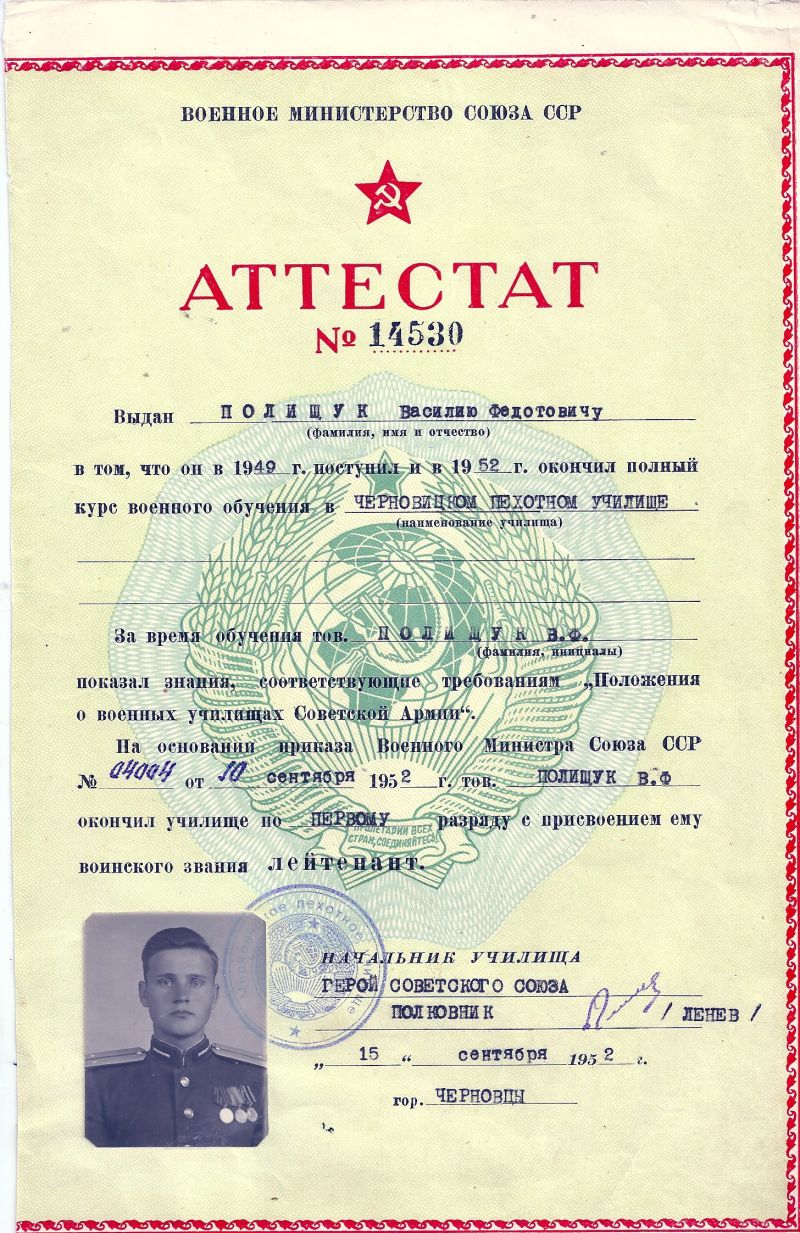 ВОЕННОЕ МИНИСТЕРСТВО СОЮЗА ССР
АТТЕСТАТ
№ 14530
Выдан ПОЛИЩУК Василию Федотовичу
(фамилия, имя и отчество)
в том, что он в 1949 г. поступил и в 1952 г. окончил полный
курс военного обучения в ЧЕРНОВИЦКОМ ПЕХОТНОМ УЧИЛИЩЕ
(наименование училища)
За время обучения тов. ПОЛИЩУК В.Ф.
(фамилия, инициалы)
показал знания, соответствующие требованиям „Положения
о военных училищах Советской Армии“.
На основании приказа Военного Министра Союза ССР
№ 04004 от 10 сентября 1952 г. тов. ПОЛИЩУК В.Ф
окончил училище по ПЕРВОМУ разряду с присвоением ему
ПРОЛЕТАРИИ ВСЕХ
СТРАН, СОЕДИНЯЙТЕСЬ!
воинского звания ЛЕЙТЕНАНТ.
пехотное
НАЧАЛЬНИК УЧИЛИЩА
ГЕРОЙ СОВЕТСКОГО СОЮЗА
ПОЛКОВНИК / ЛЕНЕВ /
„ 15 “ сентября 1952 г.
гор. ЧЕРНОВЦЫ